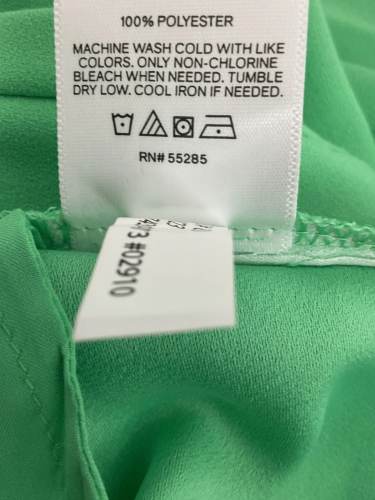 100% POLYESTER
MACHINE WASH COLD WITH LIKE
COLORS. ONLY NON-CHLORINE
BLEACH WHEN NEEDED. TUMBLE
DRY LOW. COOL IRON IF NEEDED.
RN# 55285
#02910